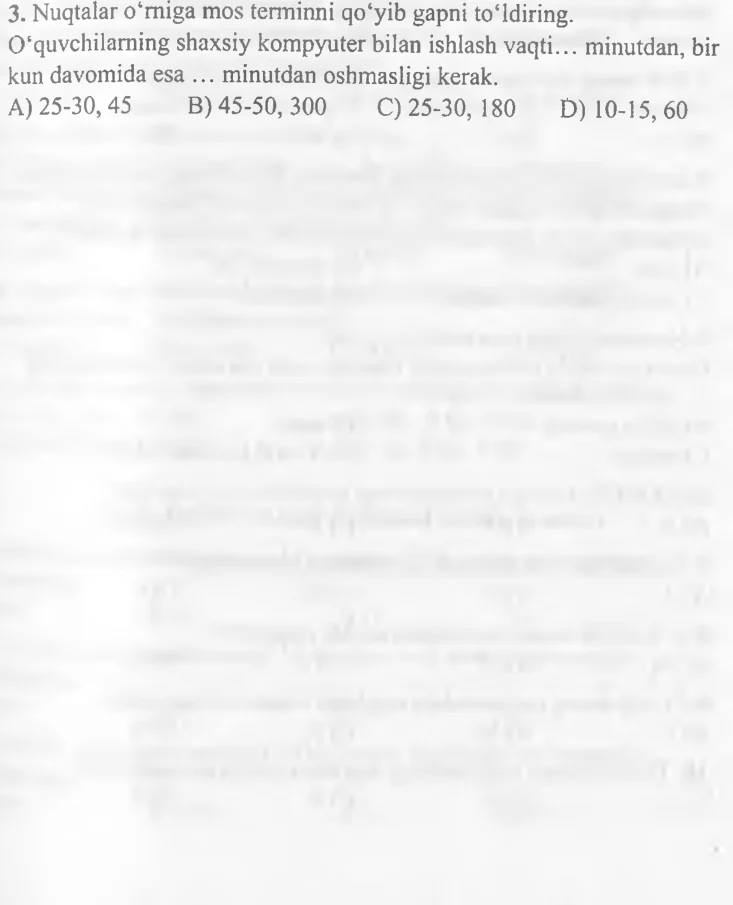 3. Nuqtalar o‘rniga mos terminni qo‘yib gapni to‘ldiring.
O‘quvchilarning shaxsiy kompyuter bilan ishlash vaqti… minutdan, bir
kun davomida esa … minutdan oshmasligi kerak.
A) 25-30, 45 B) 45-50, 300 C) 25-30, 180 D) 10-15, 60